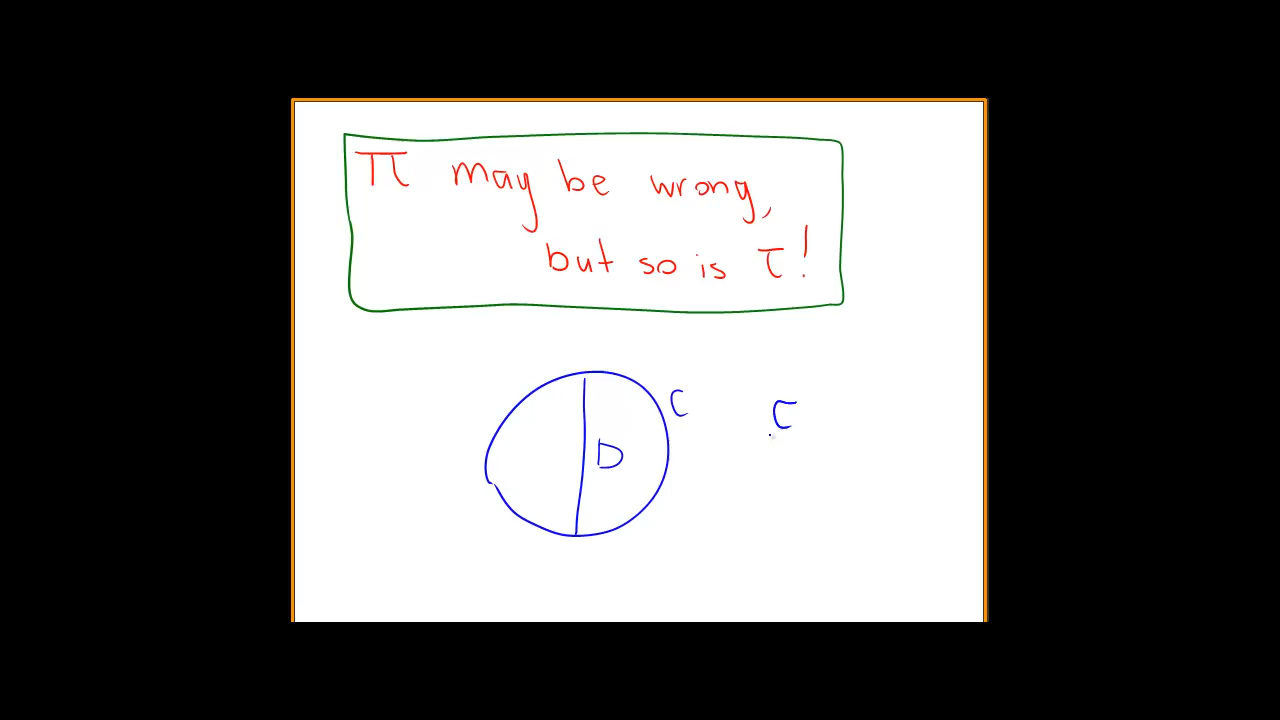 π may be wrong,
but so is τ!
C
C
D